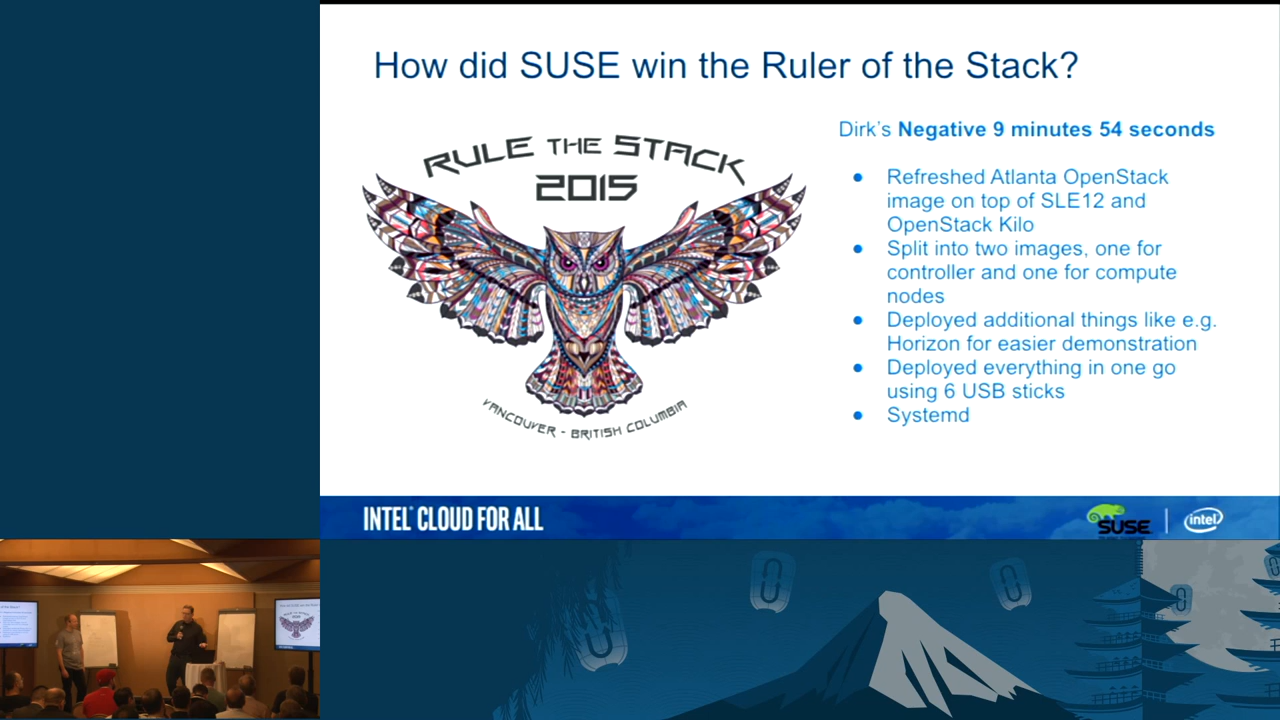 How did SUSE win the Ruler of the Stack?
RULE THE STACK
2015
VANCOUVER - BRITISH COLUMBIA
Dirk's Negative 9 minutes 54 seconds
● Refreshed Atlanta OpenStack
image on top of SLE12 and
OpenStack Kilo
● Split into two images, one for
controller and one for compute
nodes
● Deployed additional things like e.g.
Horizon for easier demonstration
● Deployed everything in one go
using 6 USB sticks
● Systemd
INTEL® CLOUD FOR ALL
SUSE
intel